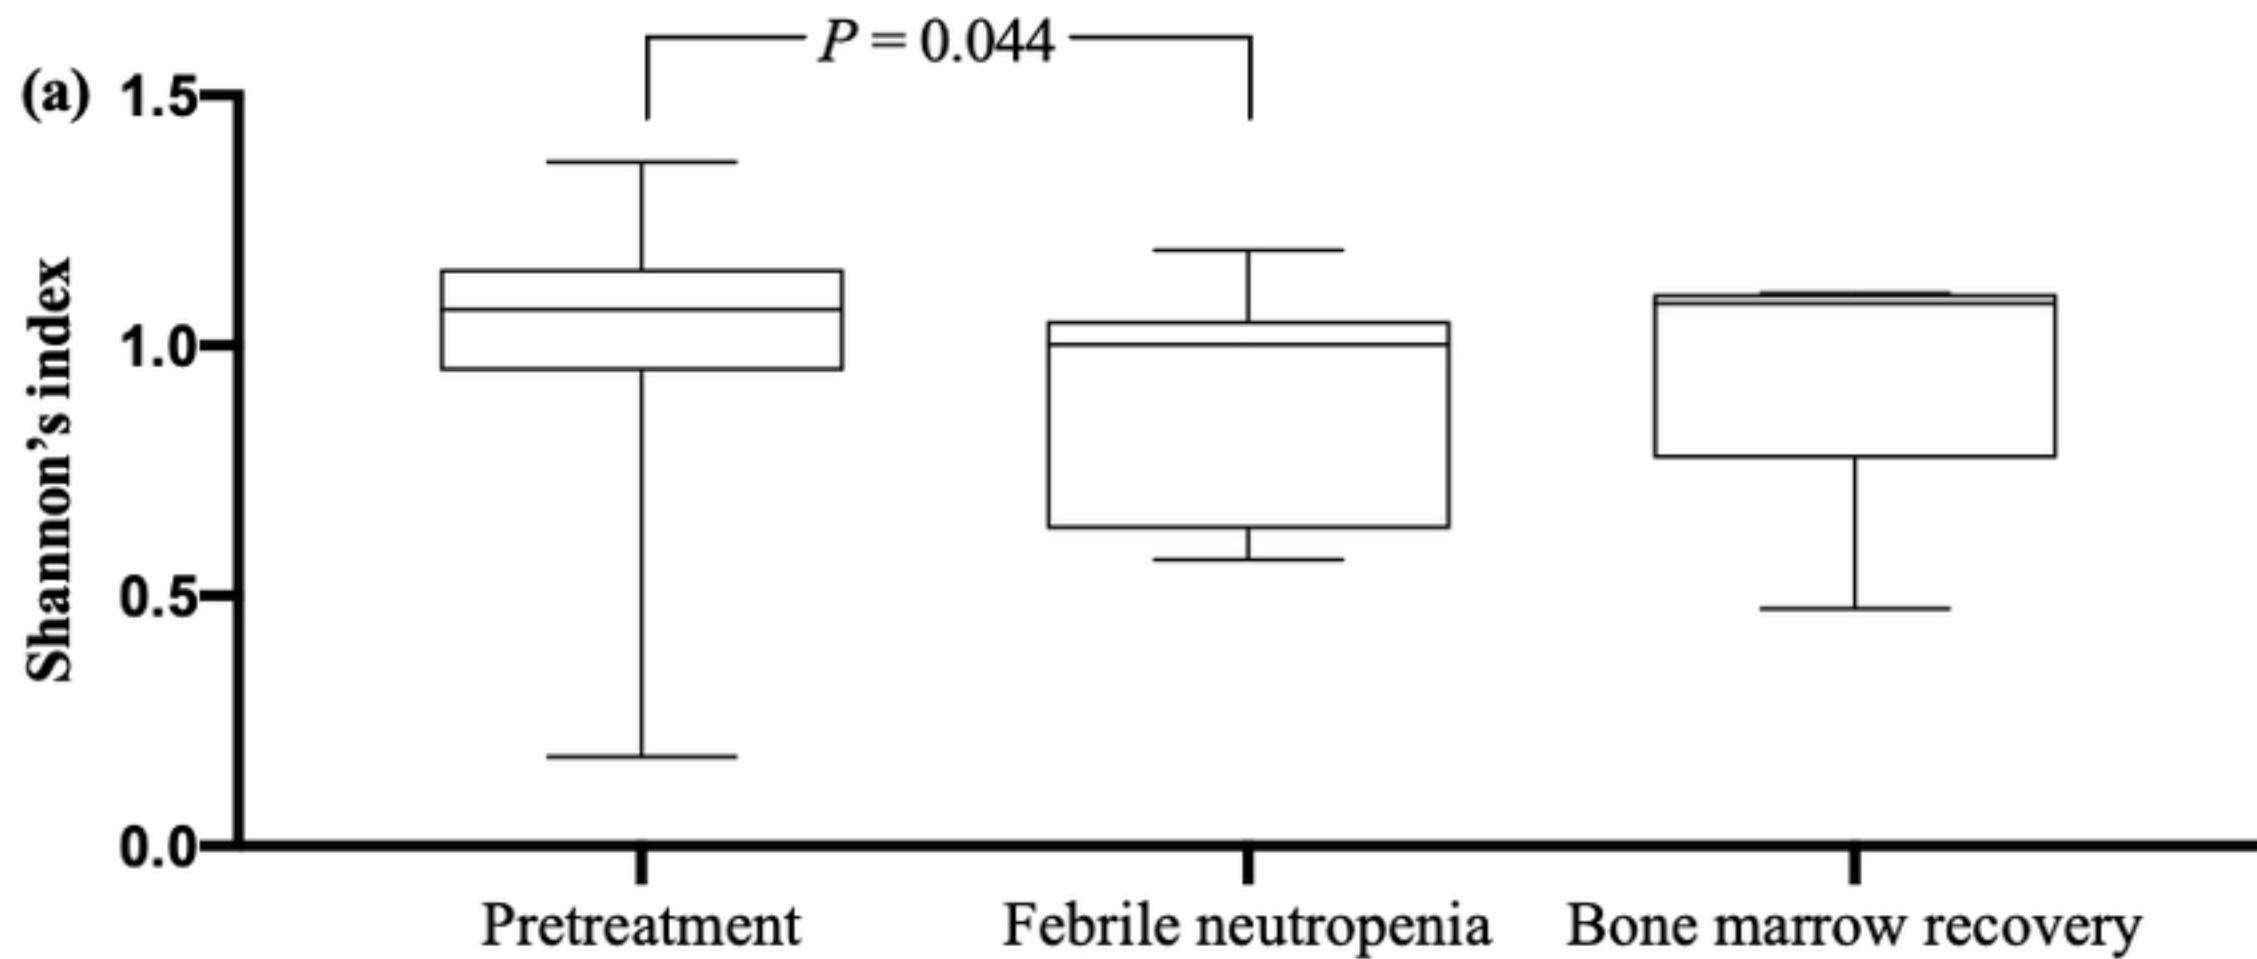 P = 0.044
(a)
1.5
1.0
0.5
0.0
Shannon’s index
Pretreatment
Febrile neutropenia
Bone marrow recovery